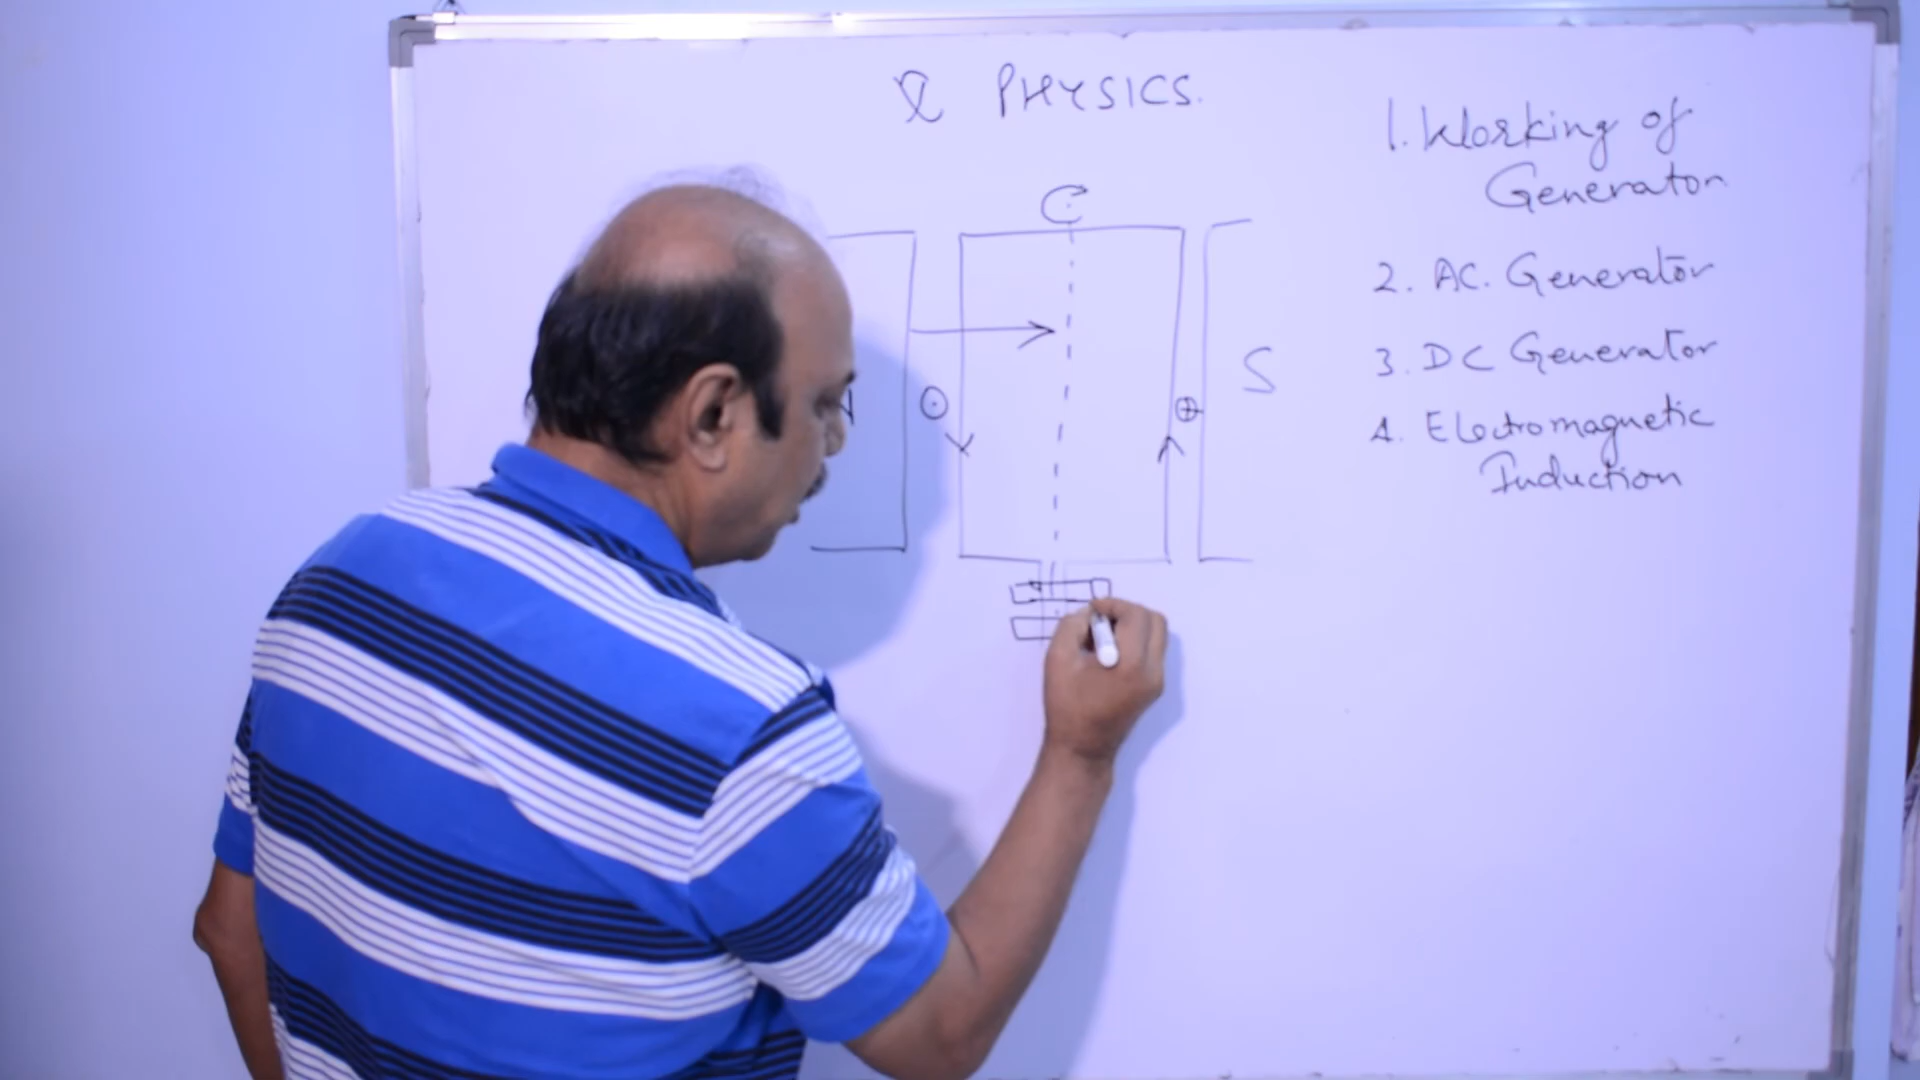 X PHYSICS.
1. Working of
Generator
2. AC. Generator
3. DC Generator
4. Electromagnetic
Induction
N
S